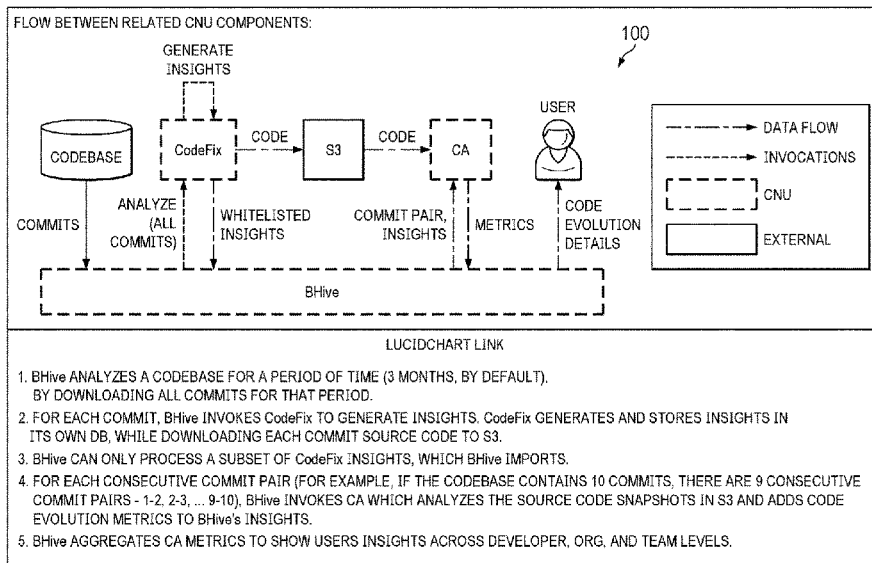 FLOW BETWEEN RELATED CNU COMPONENTS:
100
GENERATE
INSIGHTS
USER
CODEBASE
CodeFix
CODE
S3
CODE
CA
DATA FLOW
INVOCATIONS
CNU
EXTERNAL
COMMITS
ANALYZE
(ALL
COMMITS)
WHITELISTED
INSIGHTS
COMMIT PAIR,
INSIGHTS
METRICS
CODE
EVOLUTION
DETAILS
BHive
LUCIDCHART LINK
1. BHive ANALYZES A CODEBASE FOR A PERIOD OF TIME (3 MONTHS, BY DEFAULT),
BY DOWNLOADING ALL COMMITS FOR THAT PERIOD.
2. FOR EACH COMMIT, BHive INVOKES CodeFix TO GENERATE INSIGHTS. CodeFix GENERATES AND STORES INSIGHTS IN
ITS OWN DB, WHILE DOWNLOADING EACH COMMIT SOURCE CODE TO S3.
3. BHive CAN ONLY PROCESS A SUBSET OF CodeFix INSIGHTS, WHICH BHive IMPORTS.
4. FOR EACH CONSECUTIVE COMMIT PAIR (FOR EXAMPLE, IF THE CODEBASE CONTAINS 10 COMMITS, THERE ARE 9 CONSECUTIVE
COMMIT PAIRS - 1-2, 2-3, ... 9-10), BHive INVOKES CA WHICH ANALYZES THE SOURCE CODE SNAPSHOTS IN S3 AND ADDS CODE
EVOLUTION METRICS TO BHive's INSIGHTS.
5. BHive AGGREGATES CA METRICS TO SHOW USERS INSIGHTS ACROSS DEVELOPER, ORG, AND TEAM LEVELS.